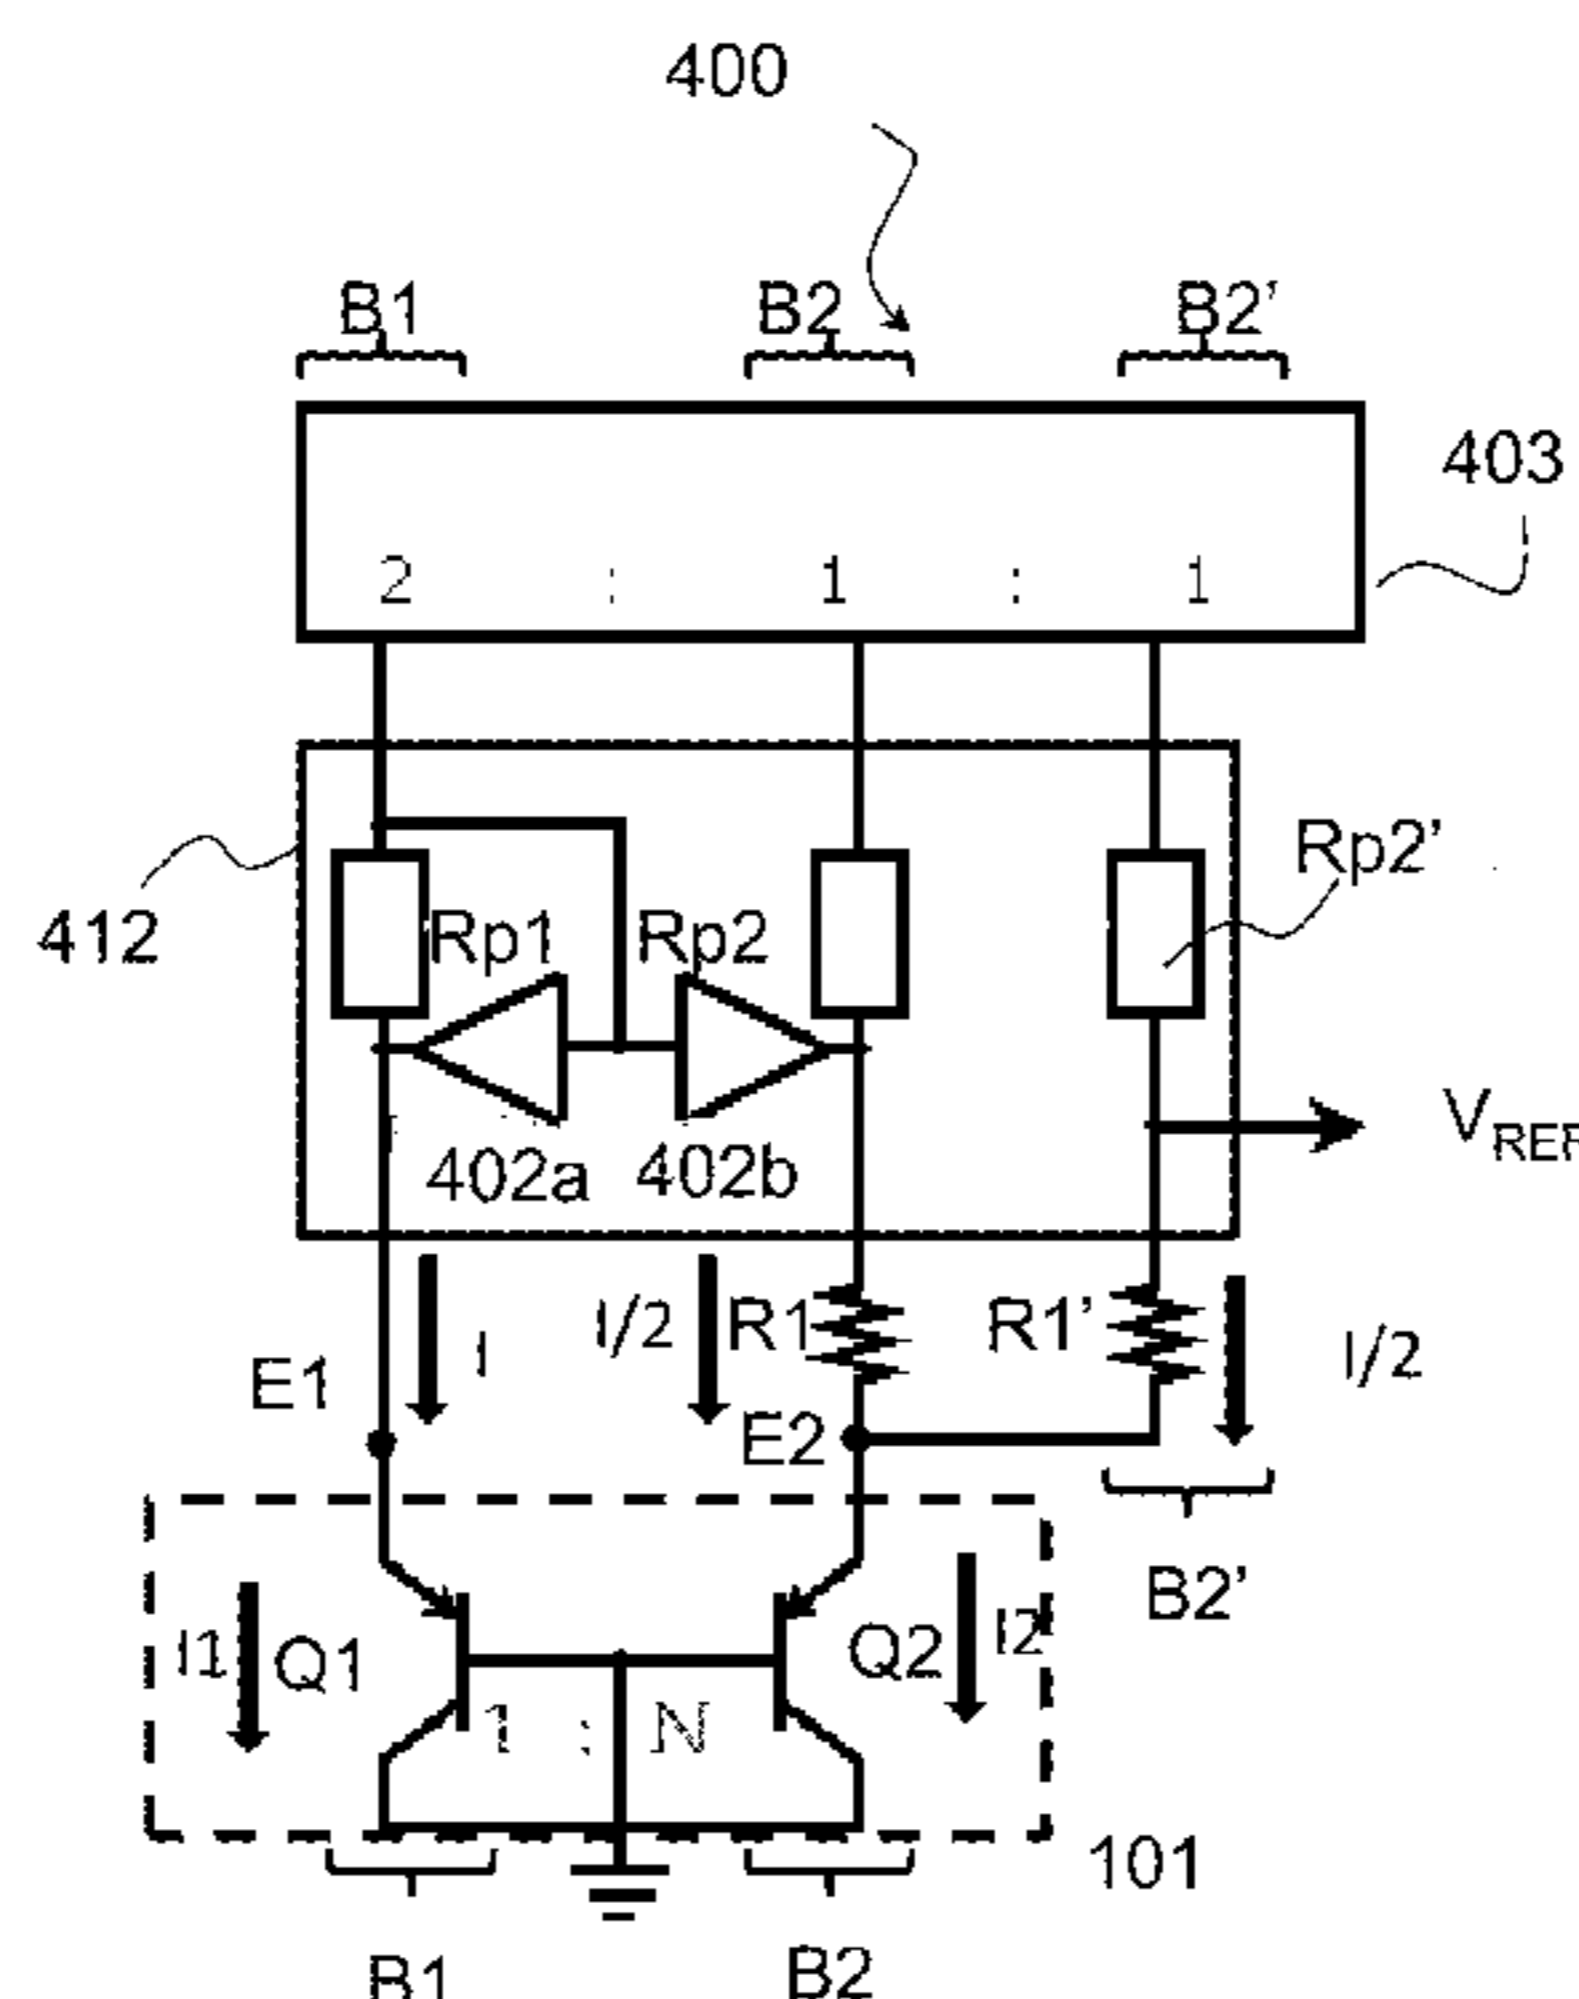 400
B1 B2 B2’
403
2 : 1 : 1
Rp2’
412 Rp1 Rp2
402a 402b
V
I I/2 R1 R1’ I/2
E1 E2
B2’
I1 Q1 Q2 I2
1 : N
101
B1 B2